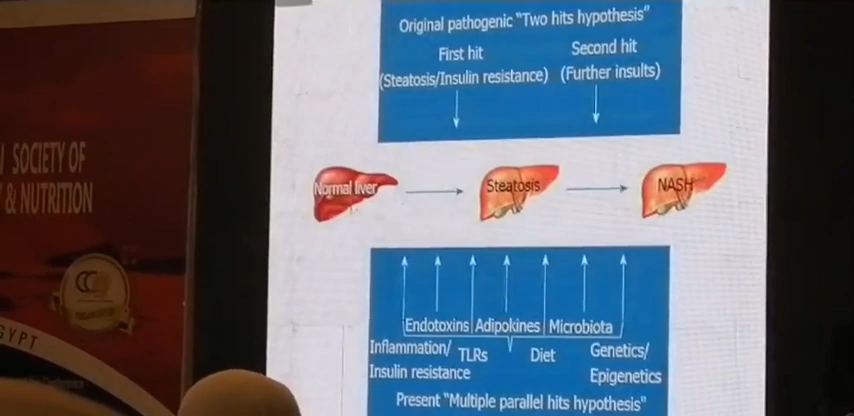 SOCIETY OF
& NUTRITION
GYPT
Original pathogenic "Two hits hypothesis"
First hit
Second hit
(Steatosis/Insulin resistance)
(Further insults)
Normal liver
Steatosis
NASH
Endotoxins
Adipokines
Microbiota
Inflammation/
Insulin resistance
TLRs
Diet
Genetics/
Epigenetics
Present "Multiple parallel hits hypothesis"